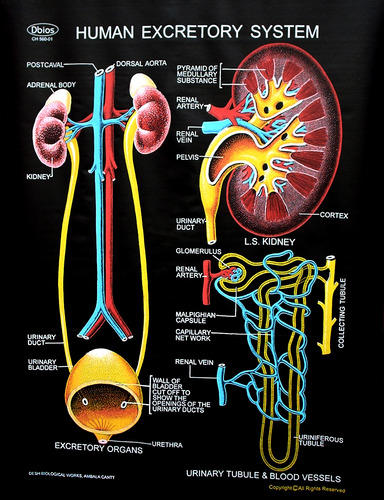 Dbios
CH 560-01
HUMAN EXCRETORY SYSTEM
POSTCAVAL
DORSAL AORTA
ADRENAL BODY
KIDNEY
URINARY
DUCT
URINARY
BLADDER
WALL OF
BLADDER
CUT OFF TO
SHOW THE
OPENINGS OF THE
URINARY DUCTS
URETHRA
EXCRETORY ORGANS
PYRAMID OF
MEDULLARY
SUBSTANCE
RENAL
ARTERY
RENAL
VEIN
PELVIS
URINARY
DUCT
CORTEX
L.S. KIDNEY
GLOMERULUS
RENAL
ARTERY
MALPIGHIAN
CAPSULE
CAPILLARY
NET WORK
RENAL VEIN
COLLECTING TUBULE
URINIFEROUS
TUBULE
URINARY TUBULE & BLOOD VESSELS
BIOLOGICAL WORKS, AMBALA CANTT
Copyright © All Rights Reserved